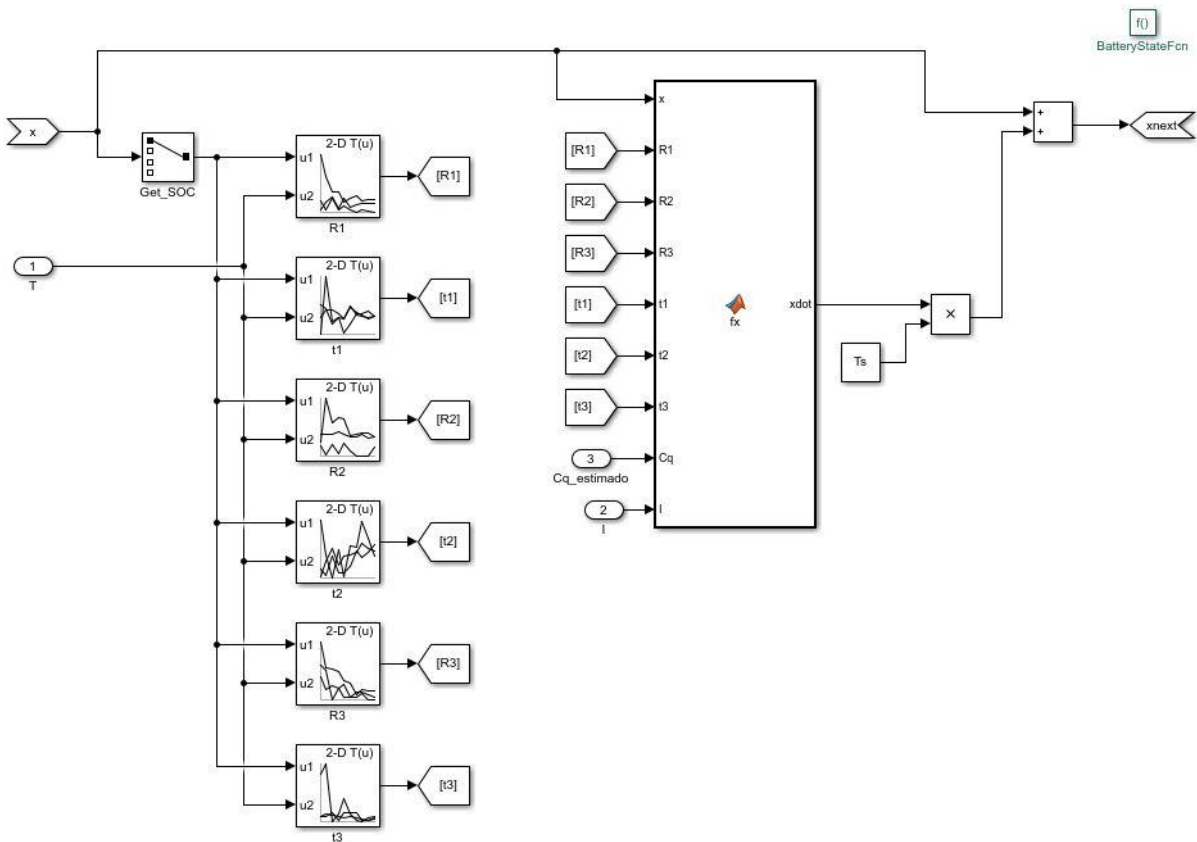 f()
BatteryStateFcn
x
Get_SOC
1
T
2-D T(u)
u1
u2
R1
[R1]
2-D T(u)
u1
u2
t1
[t1]
2-D T(u)
u1
u2
R2
[R2]
2-D T(u)
u1
u2
t2
[t2]
2-D T(u)
u1
u2
R3
[R3]
2-D T(u)
u1
u2
t3
[t3]
[R1]
[R2]
[R3]
[t1]
[t2]
[t3]
3
Cq_estimado
2
I
x
R1
R2
R3
t1
t2
t3
Cq
I
fx
xdot
Ts
×
+
+
xnext